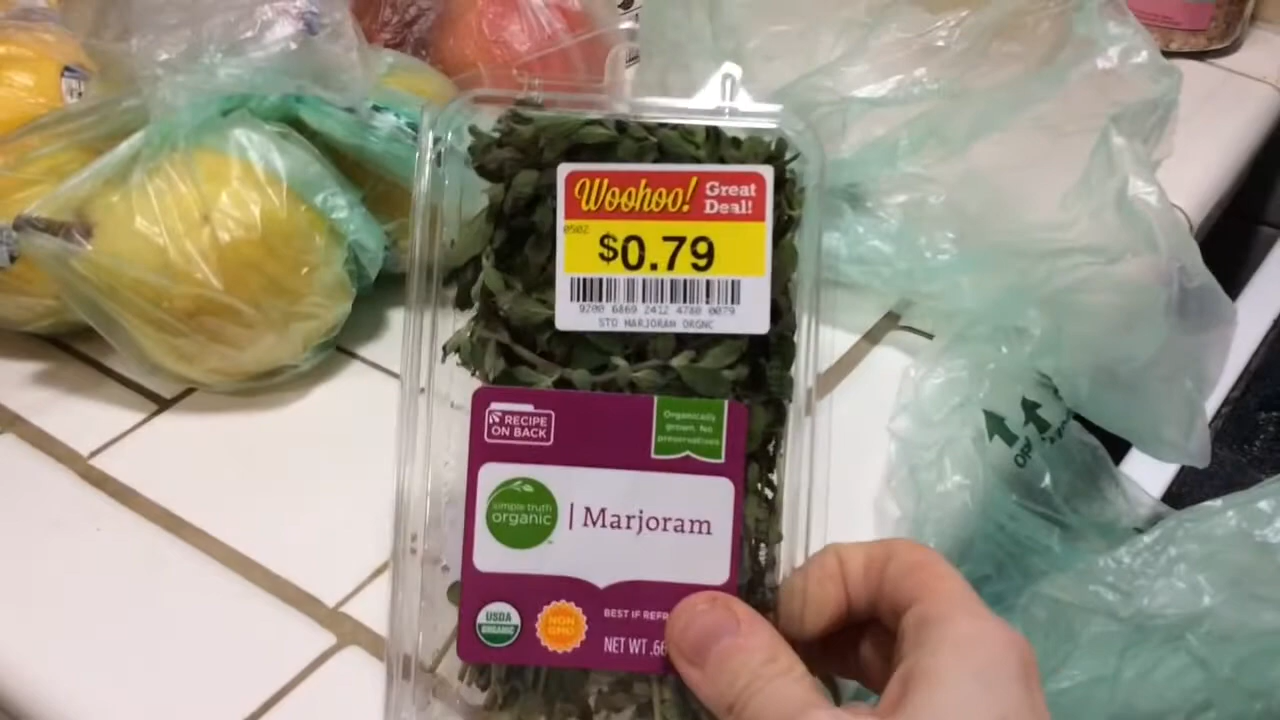 Woohoo! Great Deal!
0502
$0.79
9200 6869 2412 4780 0079
STO MARJORAM ORGNC
RECIPE ON BACK
Organically grown. No preservatives
simple truth organic
| Marjoram
USDA ORGANIC
NON GMO
BEST IF REFR
NET WT .66